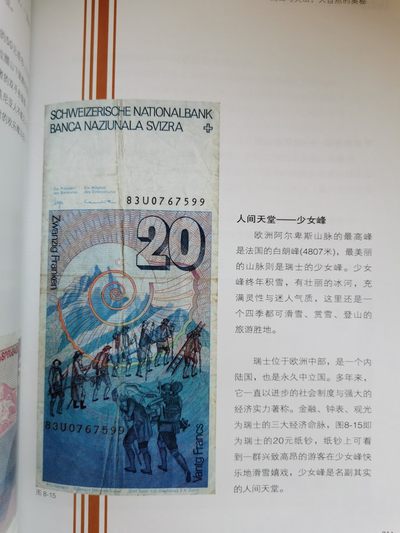 SCHWEIZERISCHE NATIONALBANK
BANCA NAZIUNALA SVIZRA
83U0767599
20
Zwanzig Franken
83U0767599
Vantg Francs
图 8-15
人间天堂——少女峰
欧洲阿尔卑斯山脉的最高峰
是法国的白朗峰(4807米)，最美丽
的山脉则是瑞士的少女峰。少女
峰终年积雪，有壮丽的冰河，充
满灵性与迷人气质，这里还是一
个四季都可滑雪、赏雪、登山的
旅游胜地。
瑞士位于欧洲中部，是一个内
陆国，也是永久中立国。多年来，
它一直以进步的社会制度与强大的
经济实力著称。金融、钟表、观光
为瑞士的三大经济命脉，图8-15即
为瑞士的20元纸钞，纸钞上可看
到一群兴致高昂的游客在少女峰快
乐地滑雪嬉戏，少女峰是名副其实
的人间天堂。